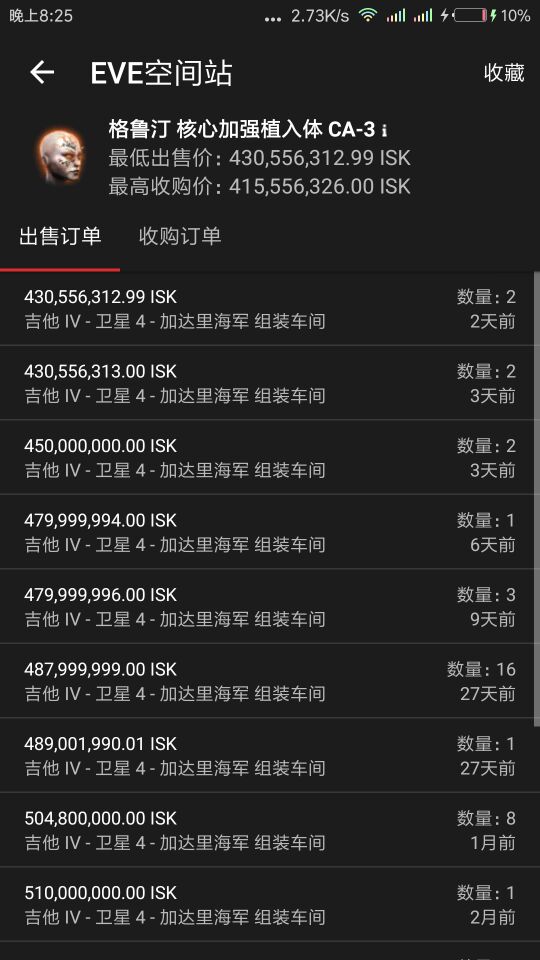 晚上8:25 ... 2.73K/s 10%
EVE空间站 收藏
格鲁汀 核心加强植入体 CA-3 i
最低出售价: 430,556,312.99 ISK
最高收购价: 415,556,326.00 ISK
出售订单 收购订单
430,556,312.99 ISK 数量: 2
吉他 IV - 卫星 4 - 加达里海军 组装车间 2天前
430,556,313.00 ISK 数量: 2
吉他 IV - 卫星 4 - 加达里海军 组装车间 3天前
450,000,000.00 ISK 数量: 2
吉他 IV - 卫星 4 - 加达里海军 组装车间 3天前
479,999,994.00 ISK 数量: 1
吉他 IV - 卫星 4 - 加达里海军 组装车间 6天前
479,999,996.00 ISK 数量: 3
吉他 IV - 卫星 4 - 加达里海军 组装车间 9天前
487,999,999.00 ISK 数量: 16
吉他 IV - 卫星 4 - 加达里海军 组装车间 27天前
489,001,990.01 ISK 数量: 1
吉他 IV - 卫星 4 - 加达里海军 组装车间 27天前
504,800,000.00 ISK 数量: 8
吉他 IV - 卫星 4 - 加达里海军 组装车间 1月前
510,000,000.00 ISK 数量: 1
吉他 IV - 卫星 4 - 加达里海军 组装车间 2月前